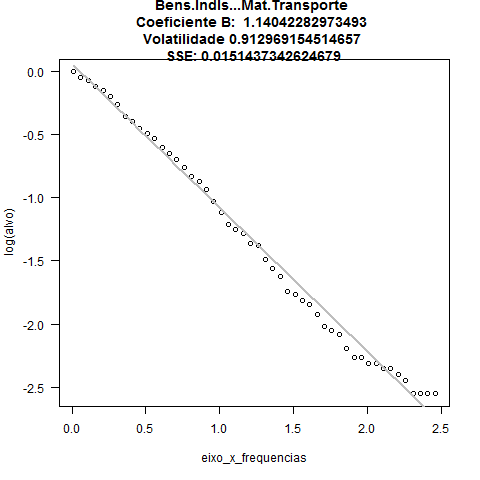 Bens.Indis...Mat.Transporte
Coeficiente B:  1.14042282973493
Volatilidade 0.912969154514657
SSE: 0.0151437342624679
log(alvo)
0.0
-0.5
-1.0
-1.5
-2.0
-2.5
0.0 0.5 1.0 1.5 2.0 2.5
eixo_x_frequencias